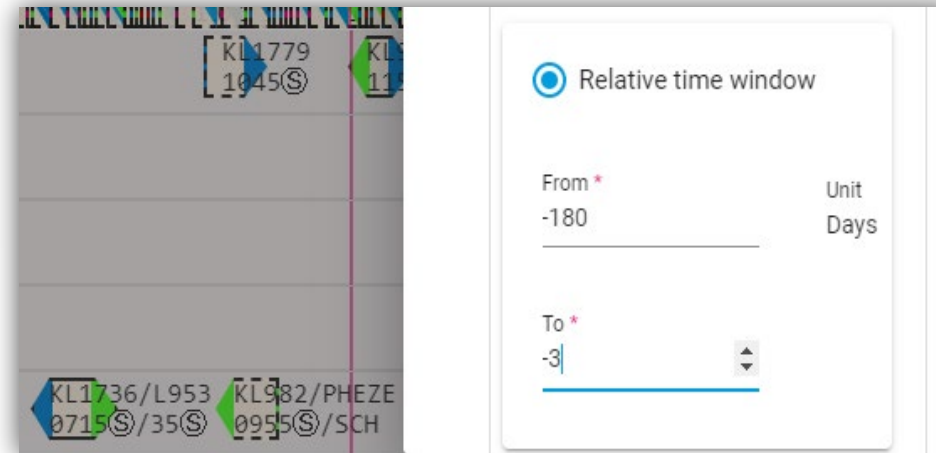 KL1779
1045Ⓢ
Relative time window
From *
-180
Unit
Days
To *
-3
KL1736/L953
0715Ⓢ/35Ⓢ
KL982/PHEZE
0955Ⓢ/SCH